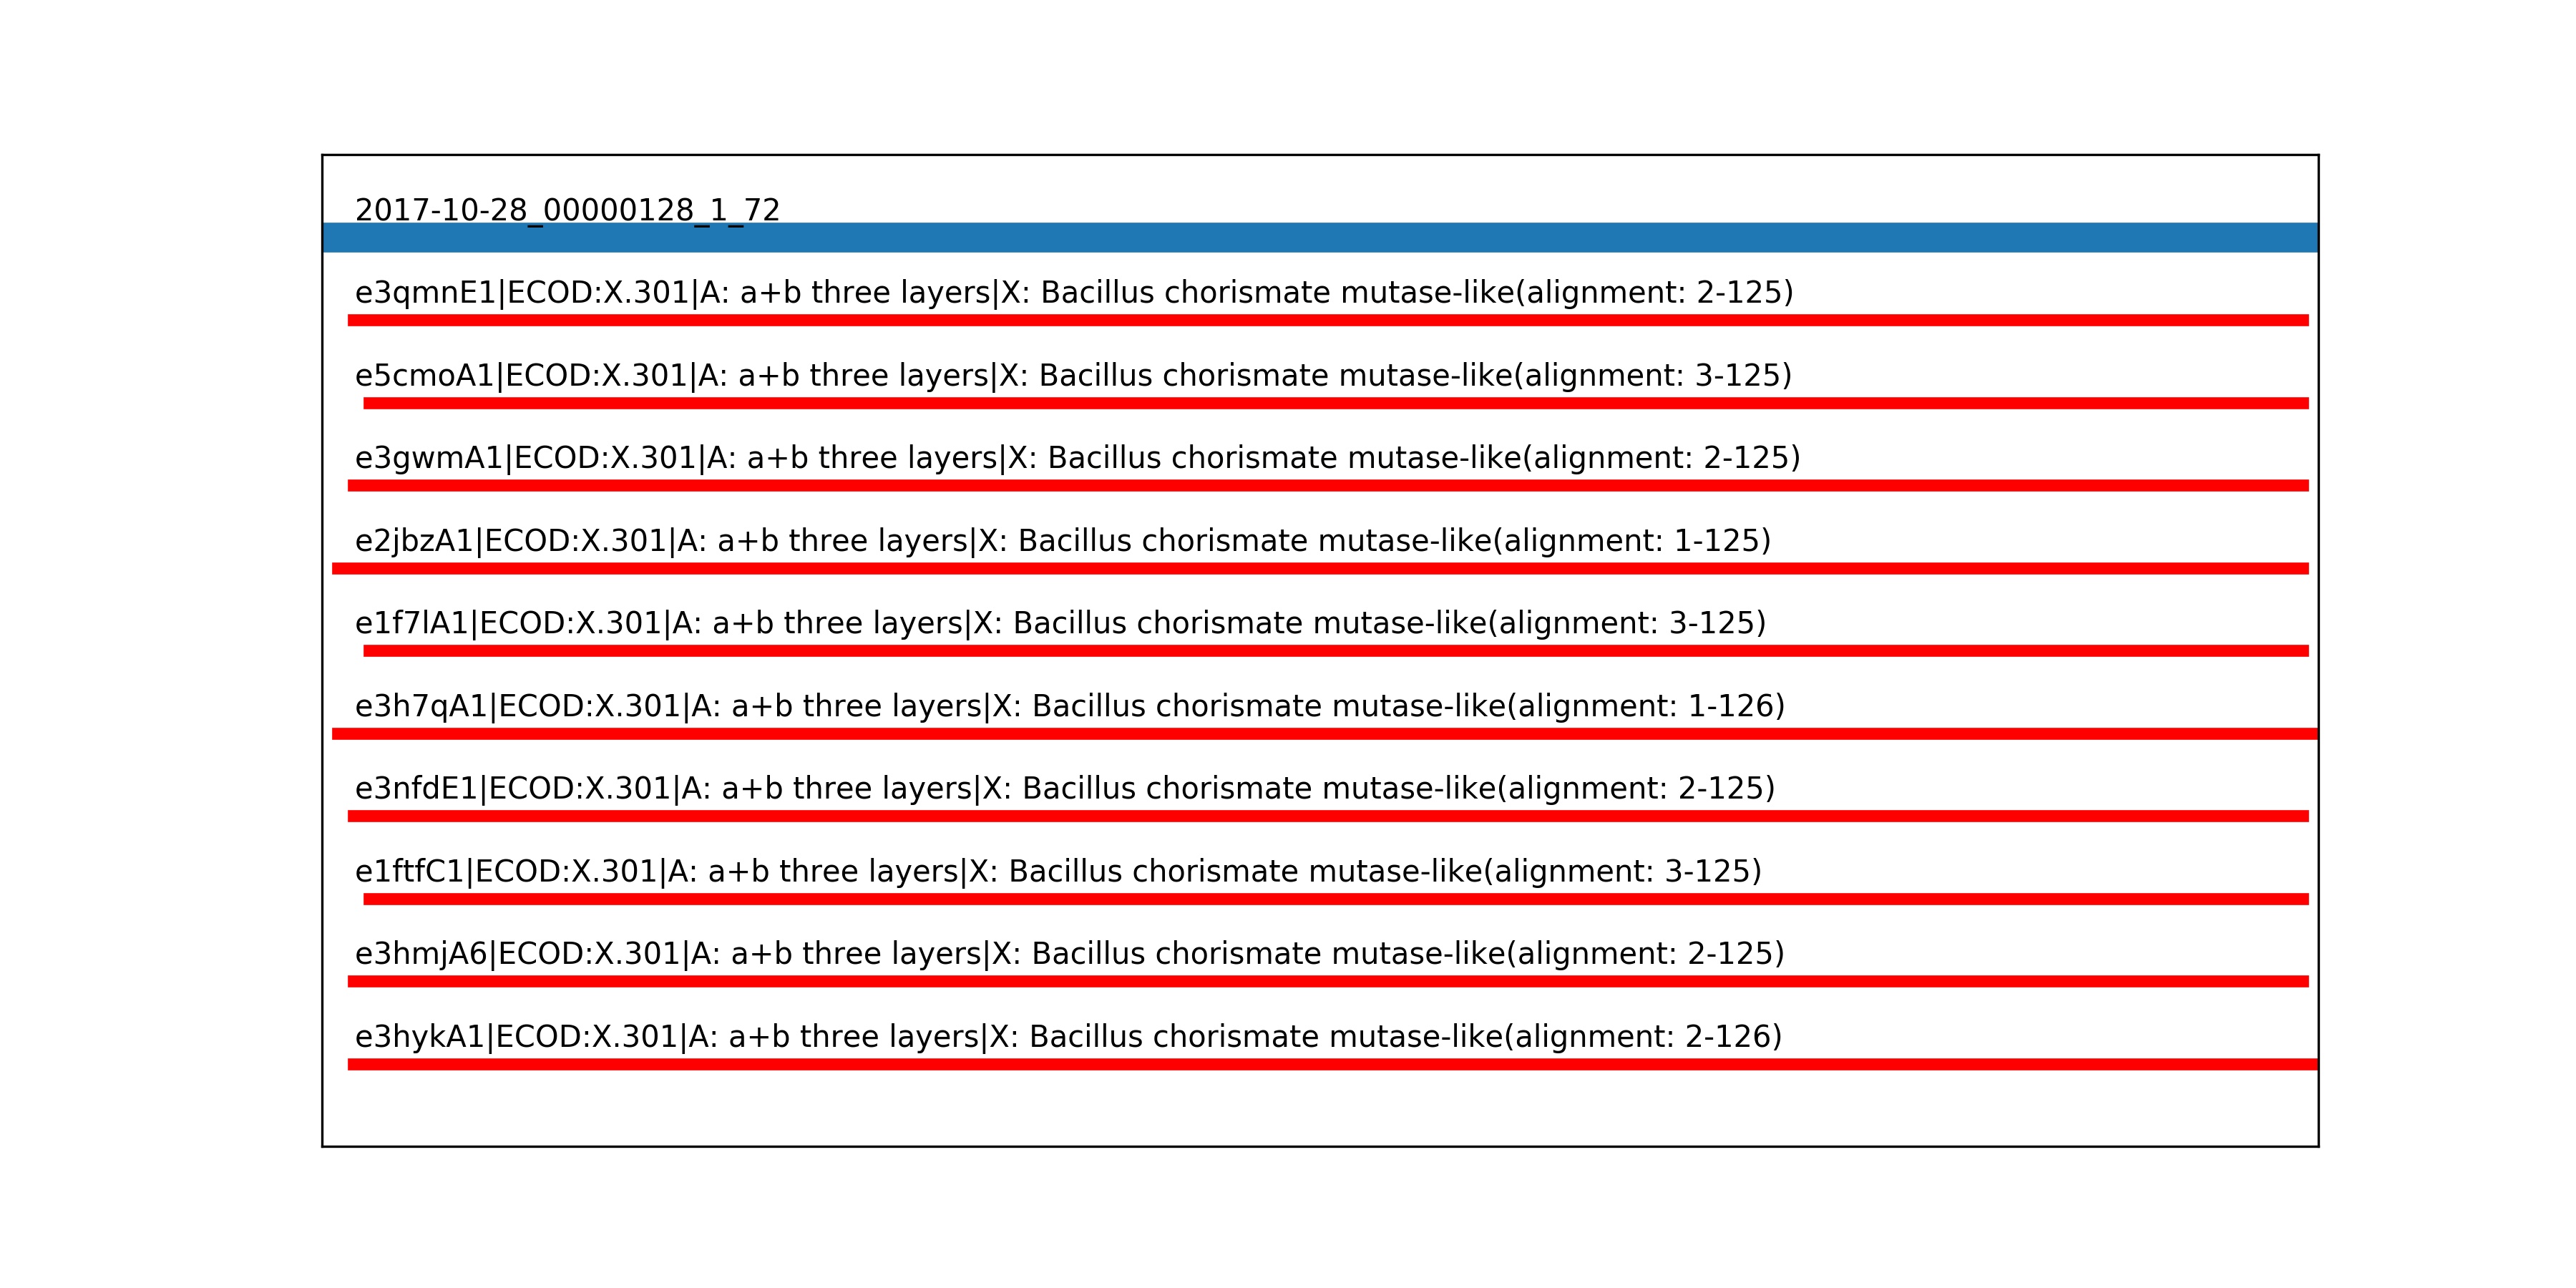 2017-10-28_00000128_1_72
e3qmnE1|ECOD:X.301|A: a+b three layers|X: Bacillus chorismate mutase-like(alignment: 2-125)
e5cmoA1|ECOD:X.301|A: a+b three layers|X: Bacillus chorismate mutase-like(alignment: 3-125)
e3gwmA1|ECOD:X.301|A: a+b three layers|X: Bacillus chorismate mutase-like(alignment: 2-125)
e2jbzA1|ECOD:X.301|A: a+b three layers|X: Bacillus chorismate mutase-like(alignment: 1-125)
e1f7lA1|ECOD:X.301|A: a+b three layers|X: Bacillus chorismate mutase-like(alignment: 3-125)
e3h7qA1|ECOD:X.301|A: a+b three layers|X: Bacillus chorismate mutase-like(alignment: 1-126)
e3nfdE1|ECOD:X.301|A: a+b three layers|X: Bacillus chorismate mutase-like(alignment: 2-125)
e1ftfC1|ECOD:X.301|A: a+b three layers|X: Bacillus chorismate mutase-like(alignment: 3-125)
e3hmjA6|ECOD:X.301|A: a+b three layers|X: Bacillus chorismate mutase-like(alignment: 2-125)
e3hykA1|ECOD:X.301|A: a+b three layers|X: Bacillus chorismate mutase-like(alignment: 2-126)